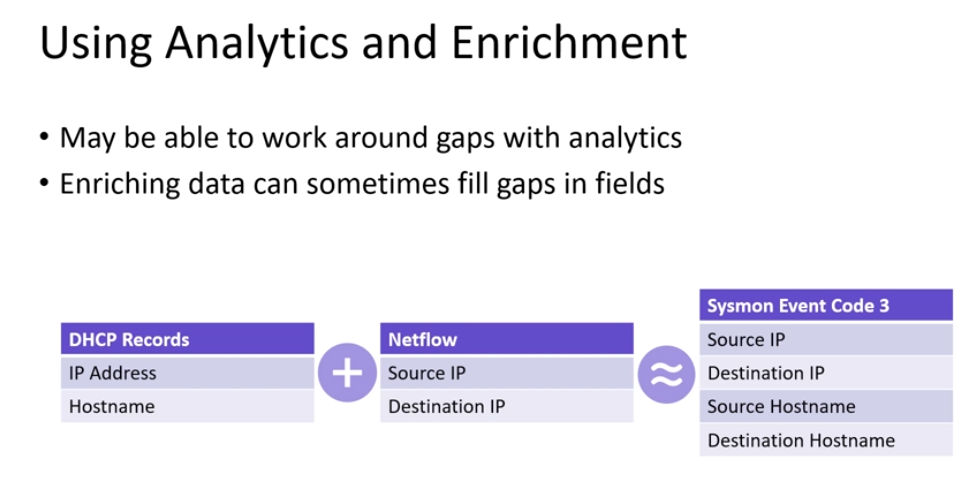 Using Analytics and Enrichment
• May be able to work around gaps with analytics
• Enriching data can sometimes fill gaps in fields
DHCP Records
IP Address
Hostname
+
Netflow
Source IP
Destination IP
≈
Sysmon Event Code 3
Source IP
Destination IP
Source Hostname
Destination Hostname